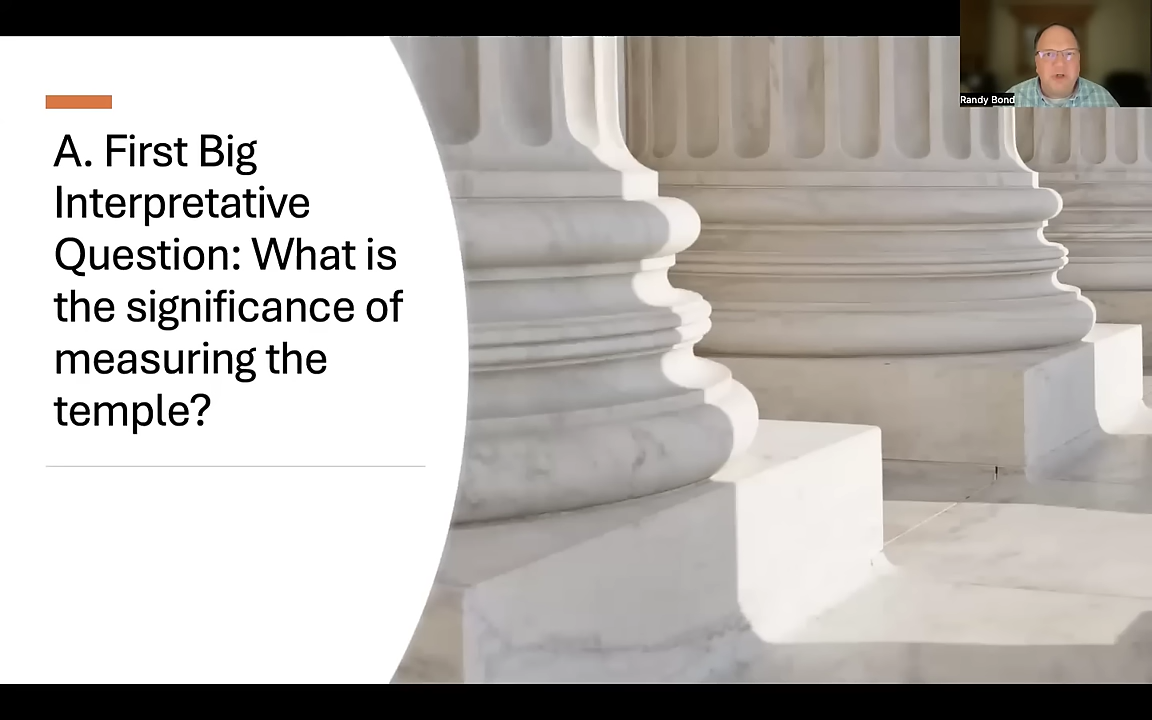 Randy Bond
A. First Big
Interpretative
Question: What is
the significance of
measuring the
temple?